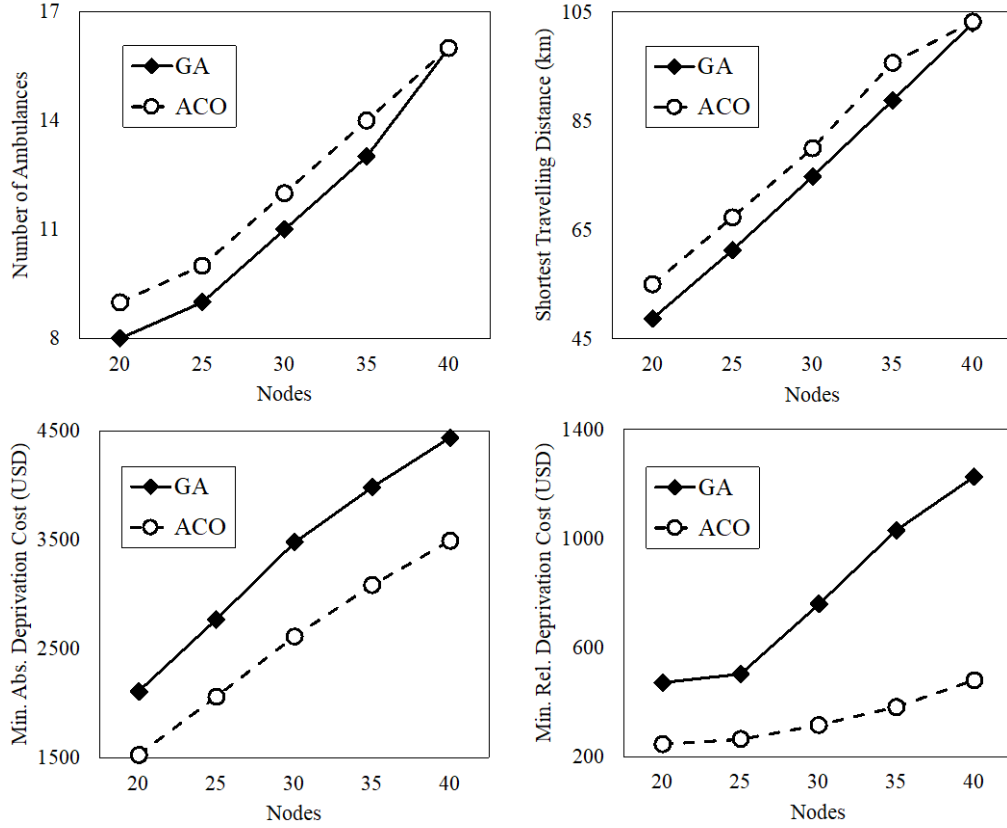 17
14
11
8
Number of Ambulances
GA
ACO
20 25 30 35 40
Nodes
105
85
65
45
Shortest Travelling Distance (km)
GA
ACO
20 25 30 35 40
Nodes
4500
3500
2500
1500
Min. Abs. Deprivation Cost (USD)
GA
ACO
20 25 30 35 40
Nodes
1400
1000
600
200
Min. Rel. Deprivation Cost (USD)
GA
ACO
20 25 30 35 40
Nodes